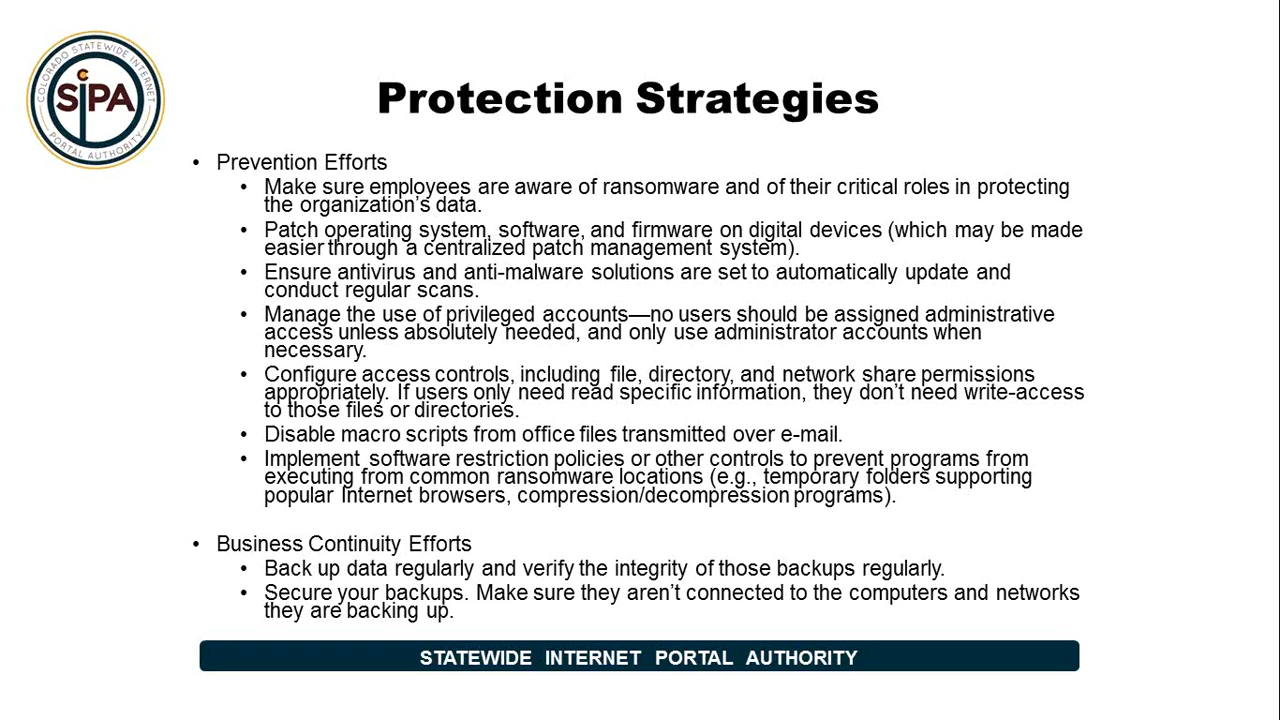 COLORADO STATEWIDE INTERNET
SIPA
PORTAL AUTHORITY
Protection Strategies
• Prevention Efforts
• Make sure employees are aware of ransomware and of their critical roles in protecting
the organization’s data.
• Patch operating system, software, and firmware on digital devices (which may be made
easier through a centralized patch management system).
• Ensure antivirus and anti-malware solutions are set to automatically update and
conduct regular scans.
• Manage the use of privileged accounts—no users should be assigned administrative
access unless absolutely needed, and only use administrator accounts when
necessary.
• Configure access controls, including file, directory, and network share permissions
appropriately. If users only need read specific information, they don’t need write-access
to those files or directories.
• Disable macro scripts from office files transmitted over e-mail.
• Implement software restriction policies or other controls to prevent programs from
executing from common ransomware locations (e.g., temporary folders supporting
popular Internet browsers, compression/decompression programs).
• Business Continuity Efforts
• Back up data regularly and verify the integrity of those backups regularly.
• Secure your backups. Make sure they aren’t connected to the computers and networks
they are backing up.
STATEWIDE INTERNET PORTAL AUTHORITY